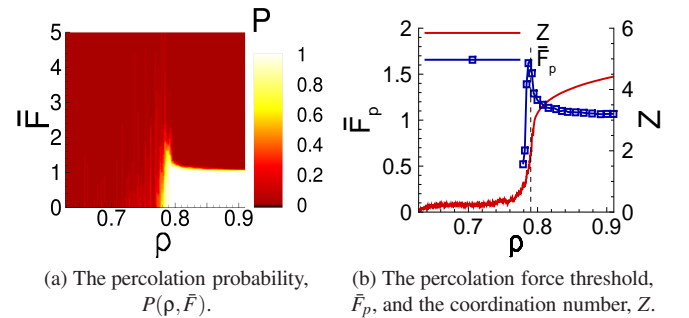 P
5
4
3
2
1
0
F̄
1
0.8
0.6
0.4
0.2
0
0.7
0.8
0.9
ρ
2
1.5
1
0.5
0
F̄p
Z
F̄p
6
4
2
0
Z
0.7
0.8
0.9
ρ
(a) The percolation probability,
P(ρ, F̄).
(b) The percolation force threshold,
F̄p, and the coordination number, Z.